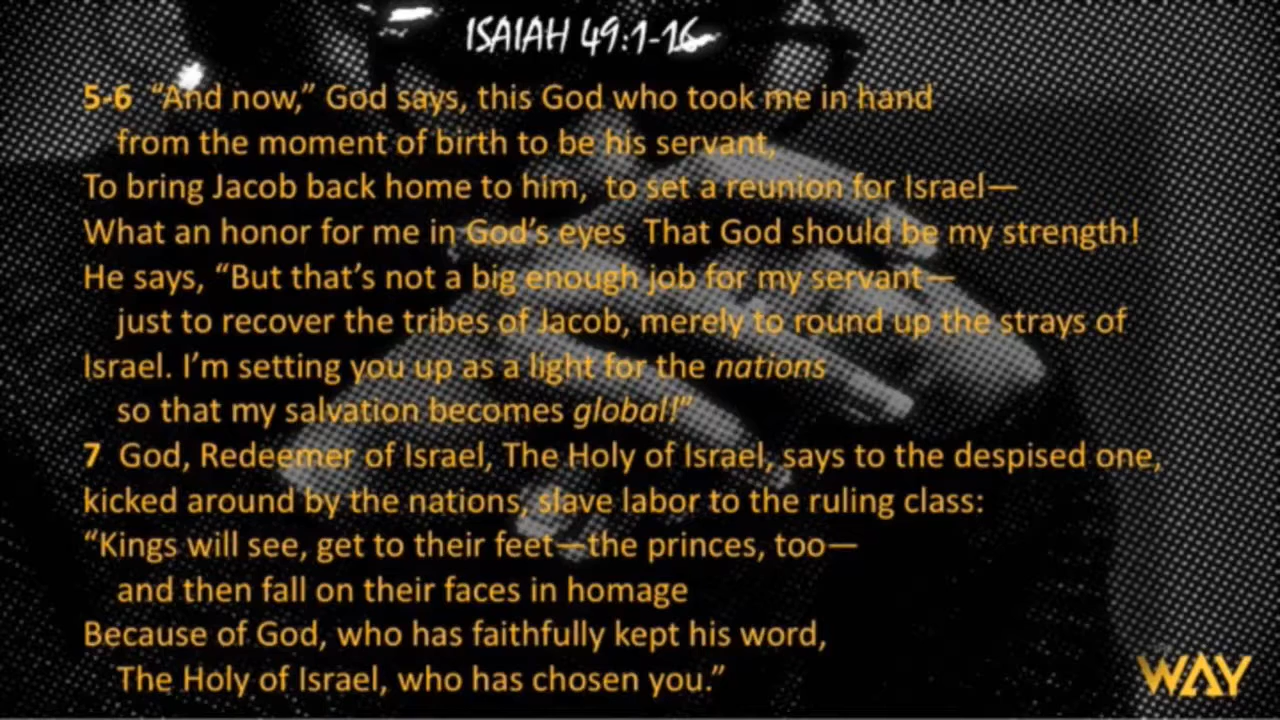 ISAIAH 49:1-16
5-6 “And now,” God says, this God who took me in hand
from the moment of birth to be his servant,
To bring Jacob back home to him, to set a reunion for Israel—
What an honor for me in God’s eyes That God should be my strength!
He says, “But that’s not a big enough job for my servant—
just to recover the tribes of Jacob, merely to round up the strays of
Israel. I’m setting you up as a light for the nations
so that my salvation becomes global!”
7 God, Redeemer of Israel, The Holy of Israel, says to the despised one,
kicked around by the nations, slave labor to the ruling class:
“Kings will see, get to their feet—the princes, too—
and then fall on their faces in homage
Because of God, who has faithfully kept his word,
The Holy of Israel, who has chosen you.”
WAY